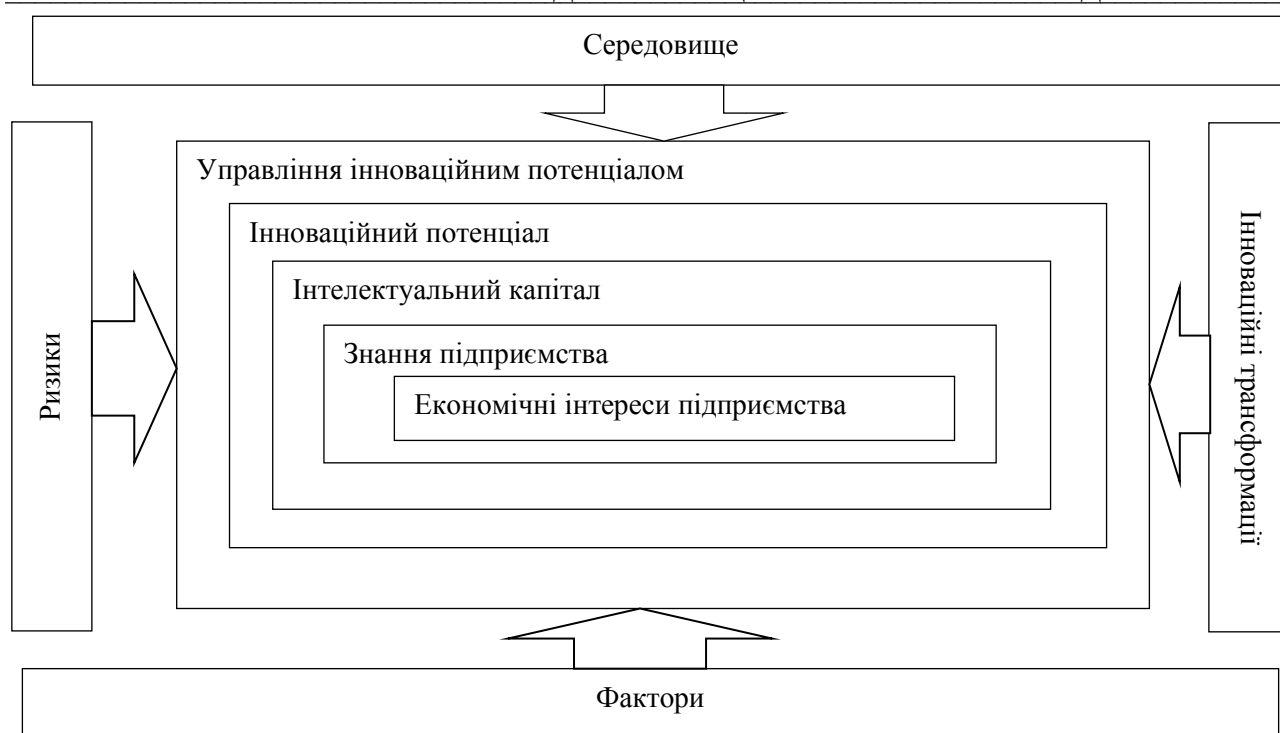 Середовище
Управління інноваційним потенціалом
Інноваційний потенціал
Інтелектуальний капітал
Знання підприємства
Економічні інтереси підприємства
Ризики
Інноваційні трансформації
Фактори